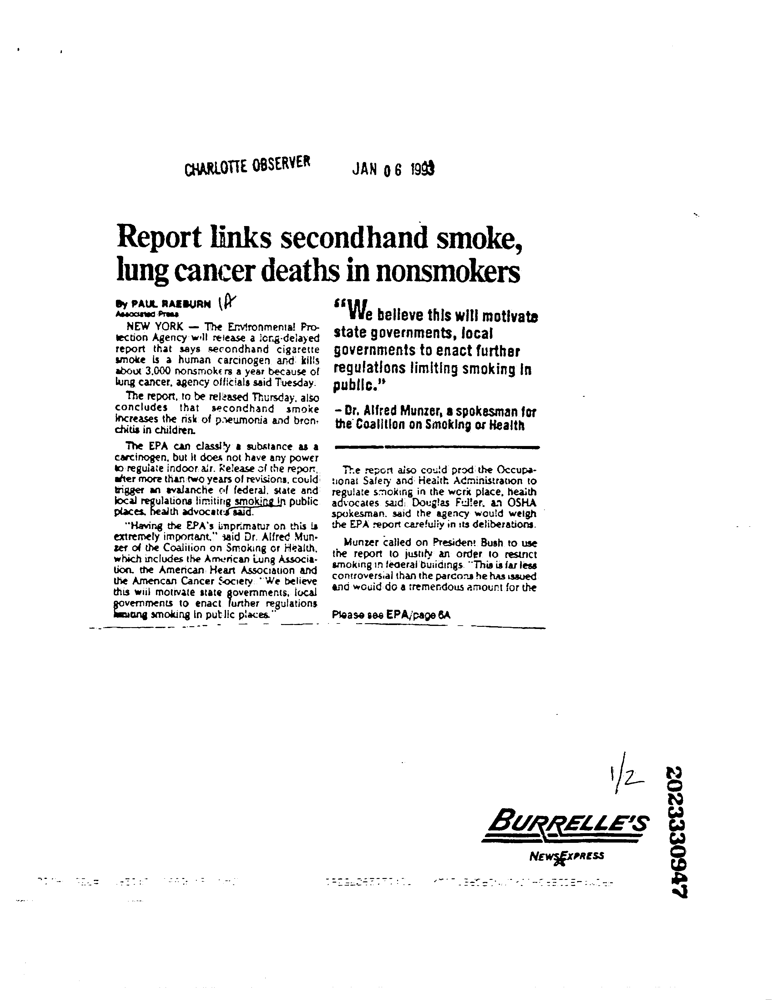 CHARLOTTE OBSERVER
JAN 06 1993
Report links secondhand smoke,
lung cancer deaths in nonsmokers
By PAUL RAEBURN 1A
Associated Press
NEW YORK — The Environmental Pro-
tection Agency will release a long-delayed
report that says secondhand cigarette
smoke is a human carcinogen and kills
about 3,000 nonsmokers a year because of
lung cancer, agency officials said Tuesday.
The report, to be released Thursday, also
concludes that secondhand smoke
increases the risk of pneumonia and bron-
chitis in children.
The EPA can classify a substance as a
carcinogen, but it does not have any power
to regulate indoor air. Release of the report,
after more than two years of revisions, could
trigger an avalanche of federal, state and
local regulations limiting smoking in public
places, health advocates said.
"Having the EPA's imprimatur on this is
extremely important," said Dr. Alfred Mun-
zer of the Coalition on Smoking or Health,
which includes the American Lung Associa-
tion, the American Heart Association and
the American Cancer Society. "We believe
this will motivate state governments, local
governments to enact further regulations
limiting smoking in public places."
“We believe this will motivate
state governments, local
governments to enact further
regulations limiting smoking in
public.”
– Dr. Alfred Munzer, a spokesman for
the Coalition on Smoking or Health
The report also could prod the Occupa-
tional Safety and Health Administration to
regulate smoking in the work place, health
advocates said. Douglas Fuller, an OSHA
spokesman, said the agency would weigh
the EPA report carefully in its deliberations.
Munzer called on President Bush to use
the report to justify an order to restrict
smoking in federal buildings. "This is far less
controversial than the pardons he has issued
and would do a tremendous amount for the
Please see EPA/page 6A
1/2
BURRELLE'S
NEWSEXPRESS
2023330947